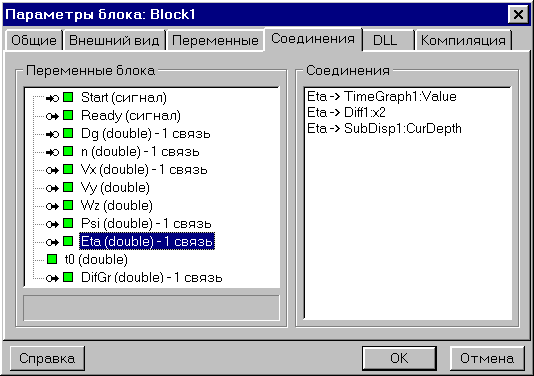 Параметры блока: Block1
Общие Внешний вид Переменные Соединения DLL Компиляция
Переменные блока
Start (сигнал)
Ready (сигнал)
Dg (double) - 1 связь
n (double) - 1 связь
Vx (double) - 1 связь
Vy (double)
Wz (double)
Psi (double) - 1 связь
Eta (double) - 1 связь
t0 (double)
DifGr (double) - 1 связь
Соединения
Eta -> TimeGraph1:Value
Eta -> Diff1:x2
Eta -> SubDisp1:CurDepth
Справка OK Отмена